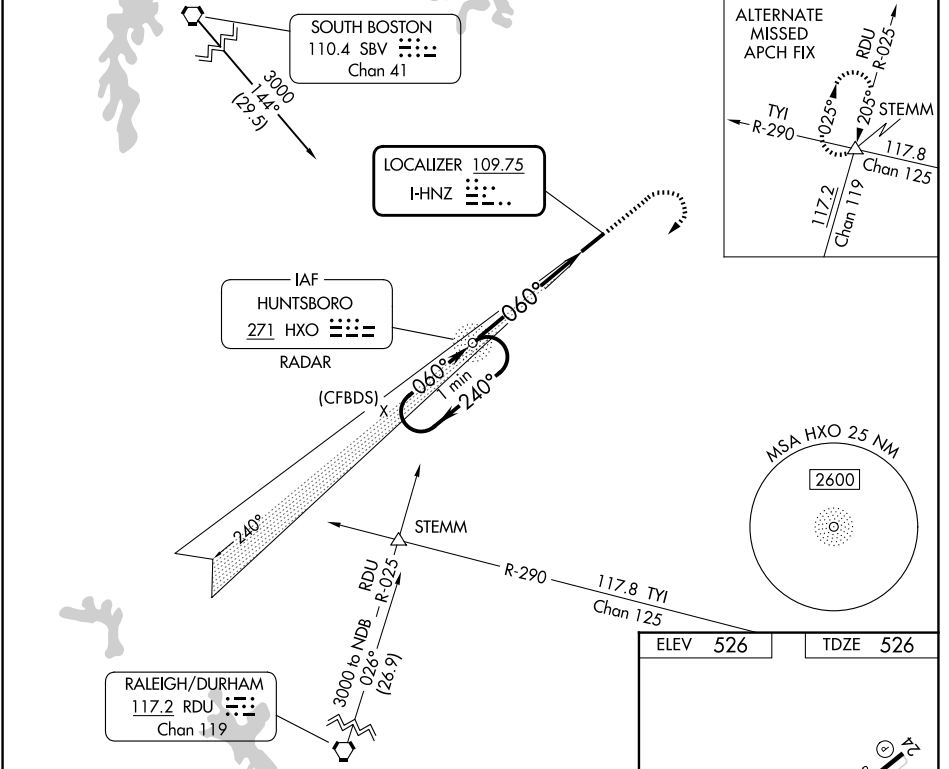 SOUTH BOSTON
110.4 SBV
Chan 41
3000
144°
(29.5)
LOCALIZER 109.75
I-HNZ
IAF
HUNTSBORO
271 HXO
RADAR
(CFBDS)
X
060°
060°
1 min
240°
240°
STEMM
R-290
117.8 TYI
Chan 125
RDU
R-025
3000 to NDB
026°
(26.9)
RALEIGH/DURHAM
117.2 RDU
Chan 119
ALTERNATE
MISSED
APCH FIX
RDU
R-025
TYI
R-290
025°
205°
STEMM
117.8
Chan 125
117.2
Chan 119
MSA HXO 25 NM
2600
ELEV 526
TDZE 526
P
24